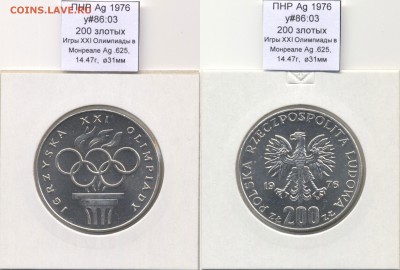 COINS.LAVE.RU
ПНР Ag 1976
y#86:03
200 злотых
Игры XXI Олимпиады в
Монреале Ag .625,
14.47г, ø31мм
IGRZYSKA XXI OLIMPIADY
ПНР Ag 1976
y#86:03
200 злотых
Игры XXI Олимпиады в
Монреале Ag .625,
14.47г, ø31мм
POLSKA RZECZPOSPOLITA LUDOWA
1976
ZŁ 200 ZŁ